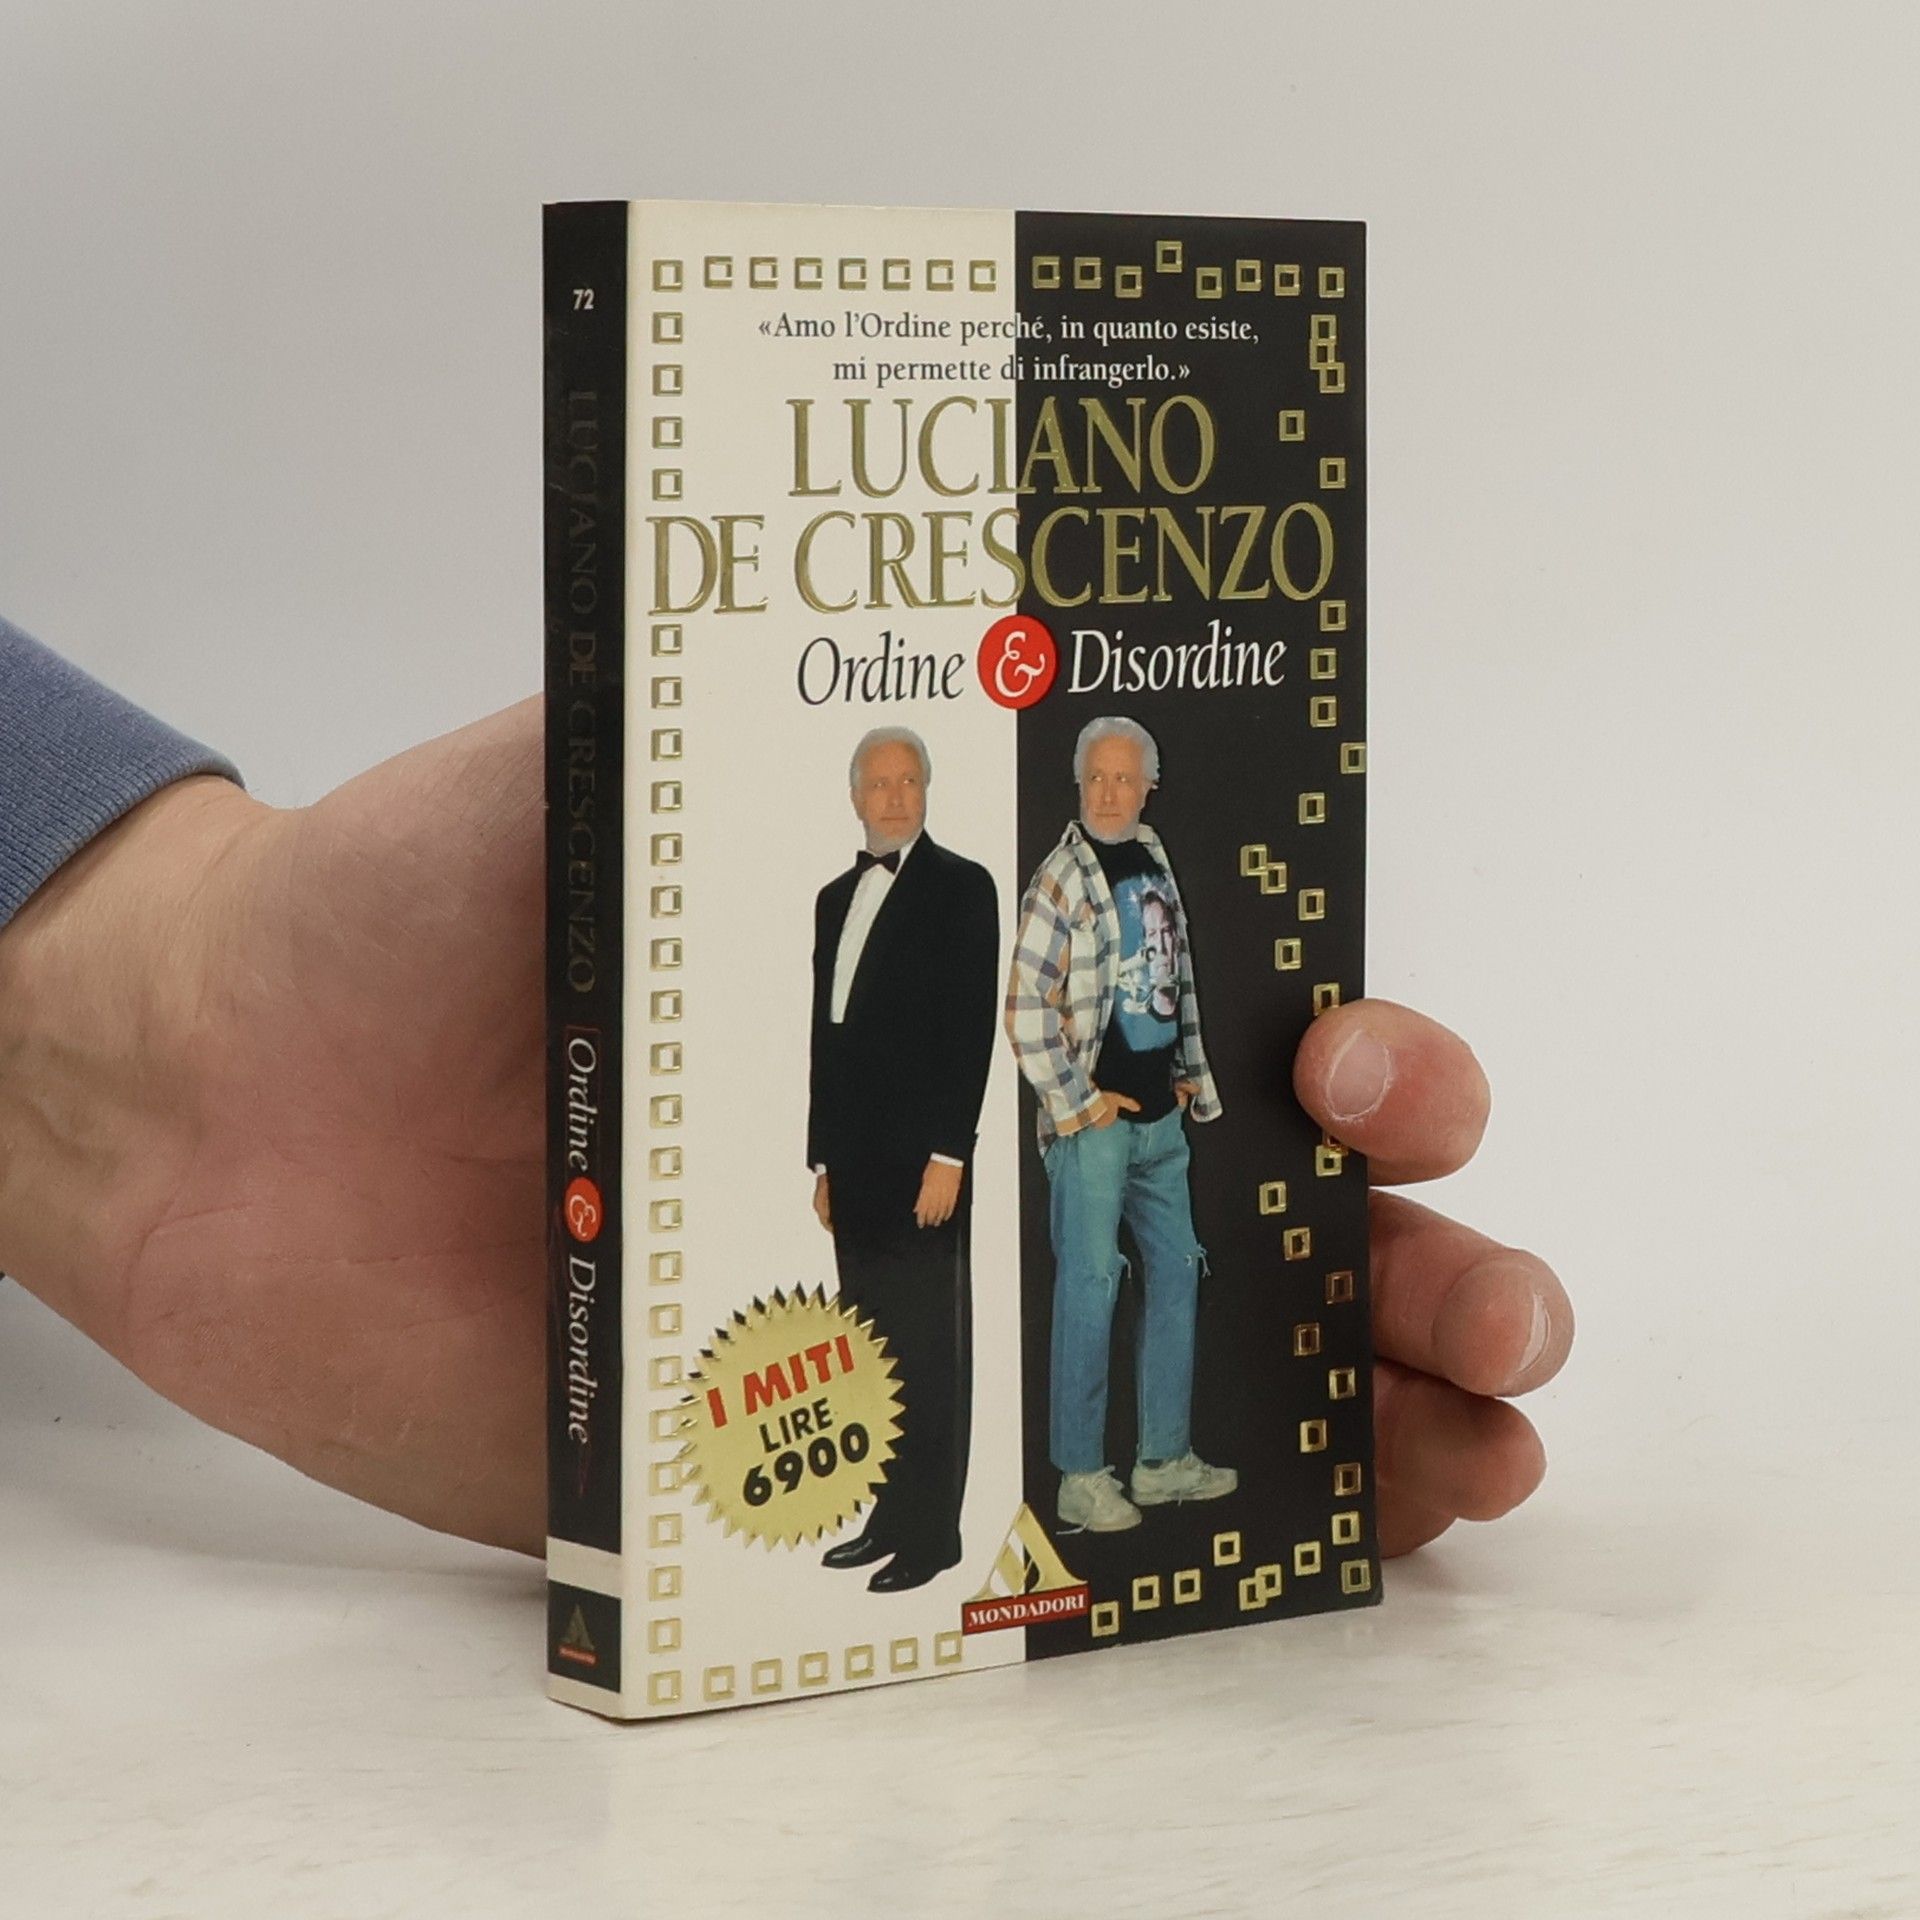 72
LUCIANO DE CRESCENZO Ordine & Disordine
MONDADORI
«Amo l'Ordine perché, in quanto esiste,
mi permette di infrangerlo.»
LUCIANO
DE CRESCENZO
Ordine & Disordine
I MITI
LIRE
6900
MONDADORI